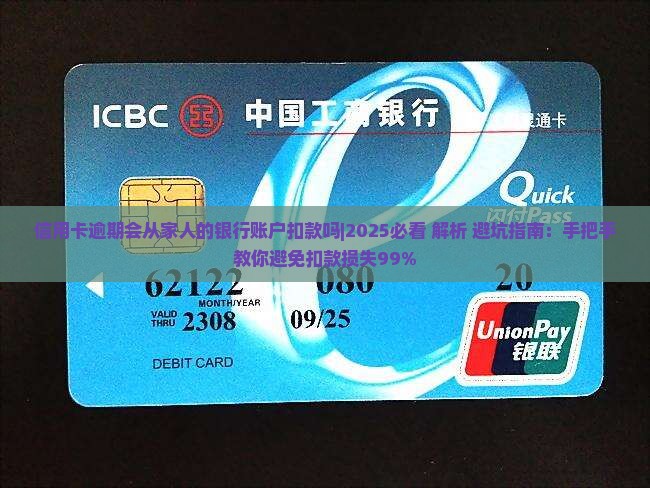 ICBC 中国工商银行
通卡
Quick
闪付Pass
信用卡逾期会从家人的银行账户扣款吗|2025必看 解析 避坑指南：手把手
教你避免扣款损失99%
62122 080 20
MONTH/YEAR
VALID THRU 2308 09/25
UnionPay
银联
DEBIT CARD